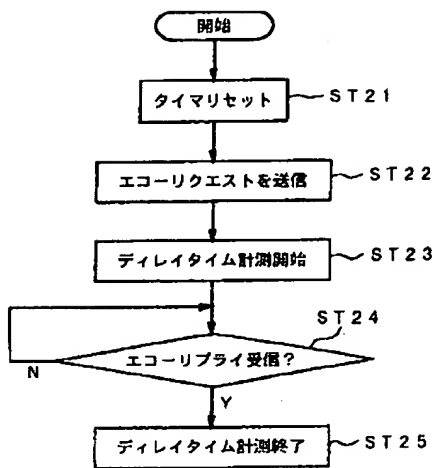 開始
タイマリセット
ST21
エコーリクエストを送信
ST22
ディレイタイム計測開始
ST23
ST24
エコーリプライ受信?
N
Y
ディレイタイム計測終了
ST25